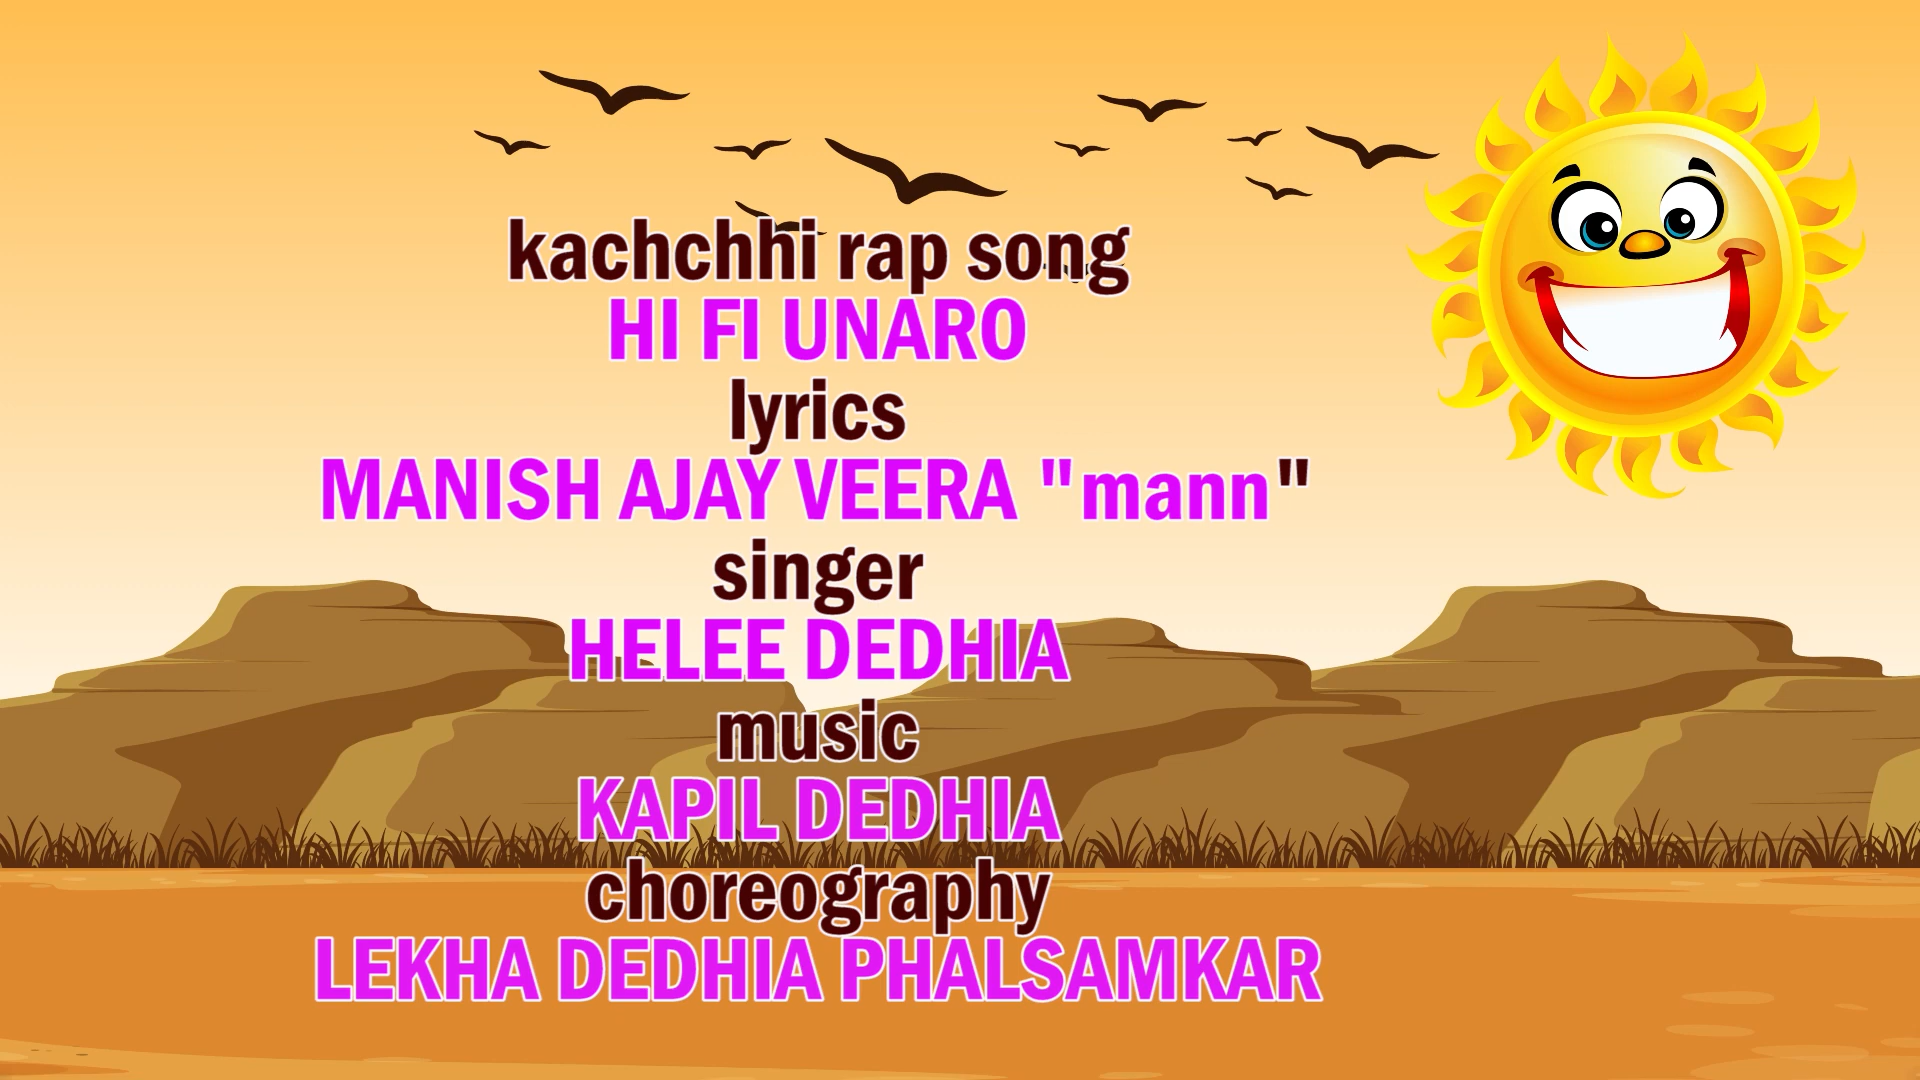 kachchhi rap song
HI FI UNARO
lyrics
MANISH AJAY VEERA "mann"
singer
HELEE DEDHIA
music
KAPIL DEDHIA
choreography
LEKHA DEDHIA PHALSAMKAR